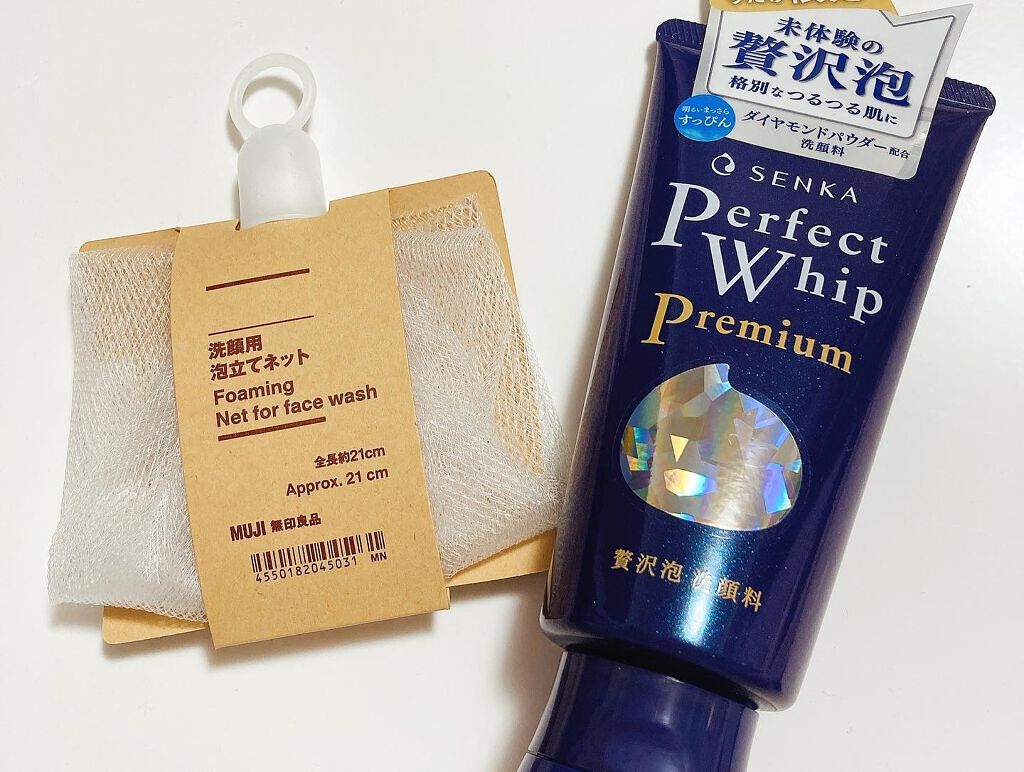 洗顔用
泡立てネット
Foaming
Net for face wash
全長約21cm
Approx. 21 cm
MUJI 無印良品
4550182045031 MN
未体験の
贅沢泡
格別なつるつる肌に
明るいまっさら
すっぴん
ダイヤモンドパウダー配合
洗顔料
SENKA
Perfect
Whip
Premium
贅沢泡 洗顔料